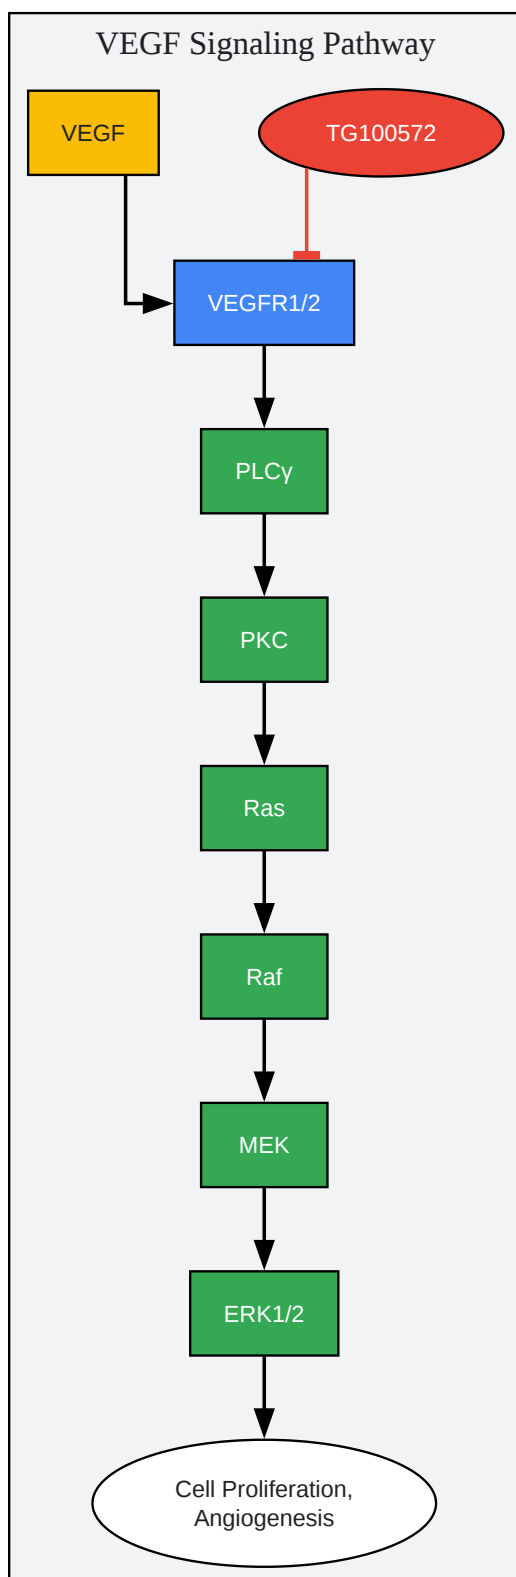 VEGF Signaling Pathway
VEGF
TG100572
VEGFR1/2
PLCγ
PKC
Ras
Raf
MEK
ERK1/2
Cell Proliferation,
Angiogenesis